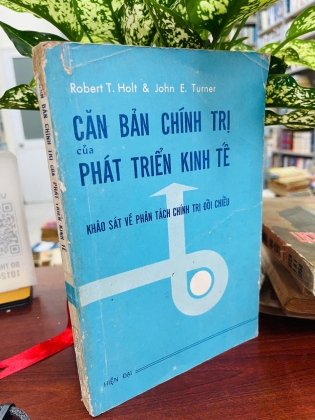 Robert T. Holt & John E. Turner
CĂN BẢN CHÍNH TRỊ
của
PHÁT TRIỂN KINH TẾ
KHẢO SÁT VỀ PHÂN TÁCH CHÍNH TRỊ ĐỐI CHIẾU
HIỆN ĐẠI
CĂN BẢN CHÍNH TRỊ CỦA PHÁT TRIỂN KINH TẾ